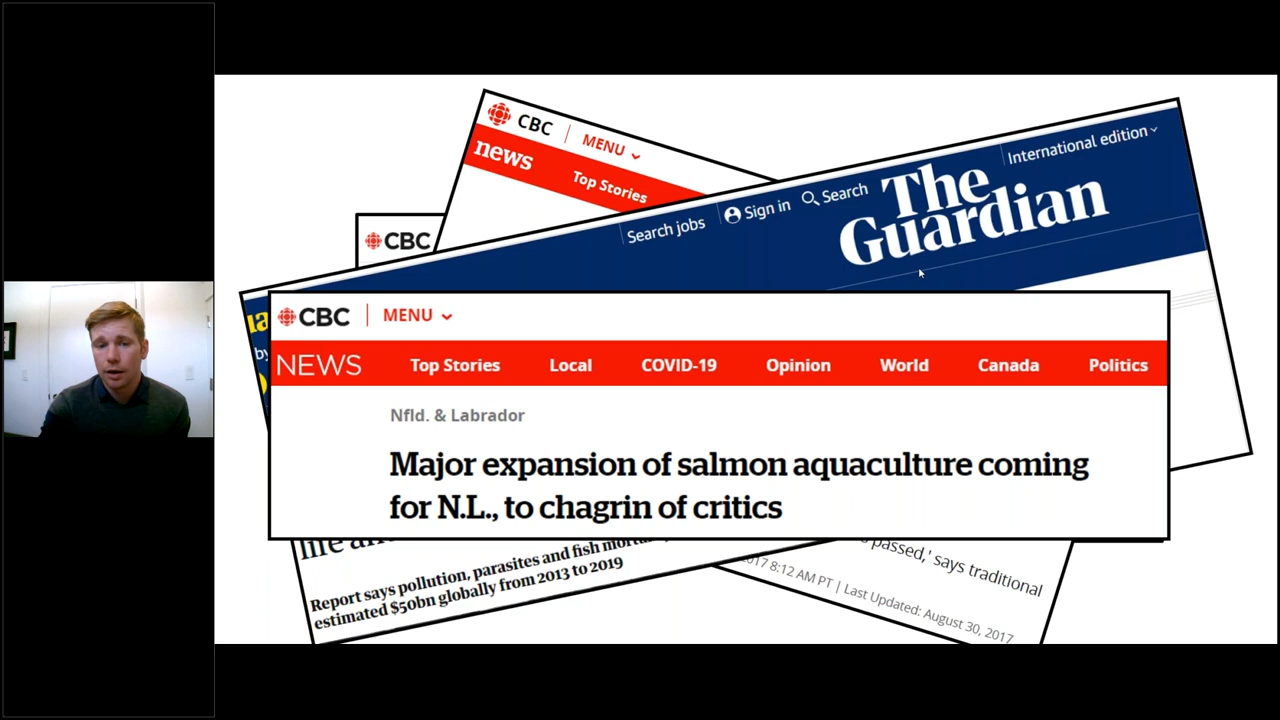 CBC MENU
news Top Stories
CBC
Search jobs Sign in Search International edition
The
Guardian
by
CBC MENU
NEWS Top Stories Local COVID-19 Opinion World Canada Politics
Nfld. & Labrador
Major expansion of salmon aquaculture coming
for N.L., to chagrin of critics
life
Report says pollution, parasites and fish
estimated $50bn globally from 2013 to 2019
passed,' says traditional
2017 8:12 AM PT | Last Updated: August 30, 2017